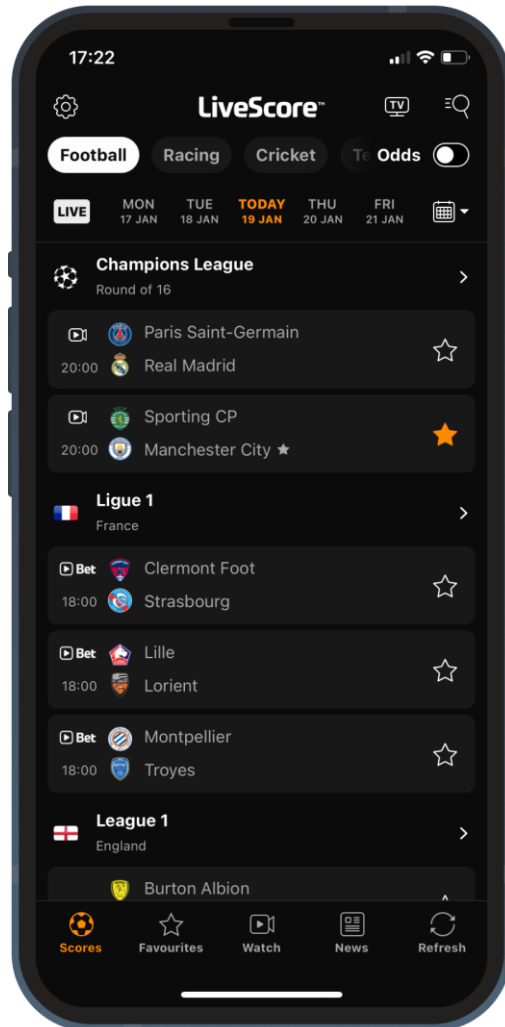 17:22
LiveScore™
TV
Football Racing Cricket Te Odds
LIVE
MON TUE TODAY THU FRI
17 JAN 18 JAN 19 JAN 20 JAN 21 JAN
Champions League
Round of 16
Paris Saint-Germain
20:00 Real Madrid
Sporting CP
20:00 Manchester City
Ligue 1
France
Bet Clermont Foot
18:00 Strasbourg
Bet Lille
18:00 Lorient
Bet Montpellier
18:00 Troyes
League 1
England
Burton Albion
Scores Favourites Watch News Refresh